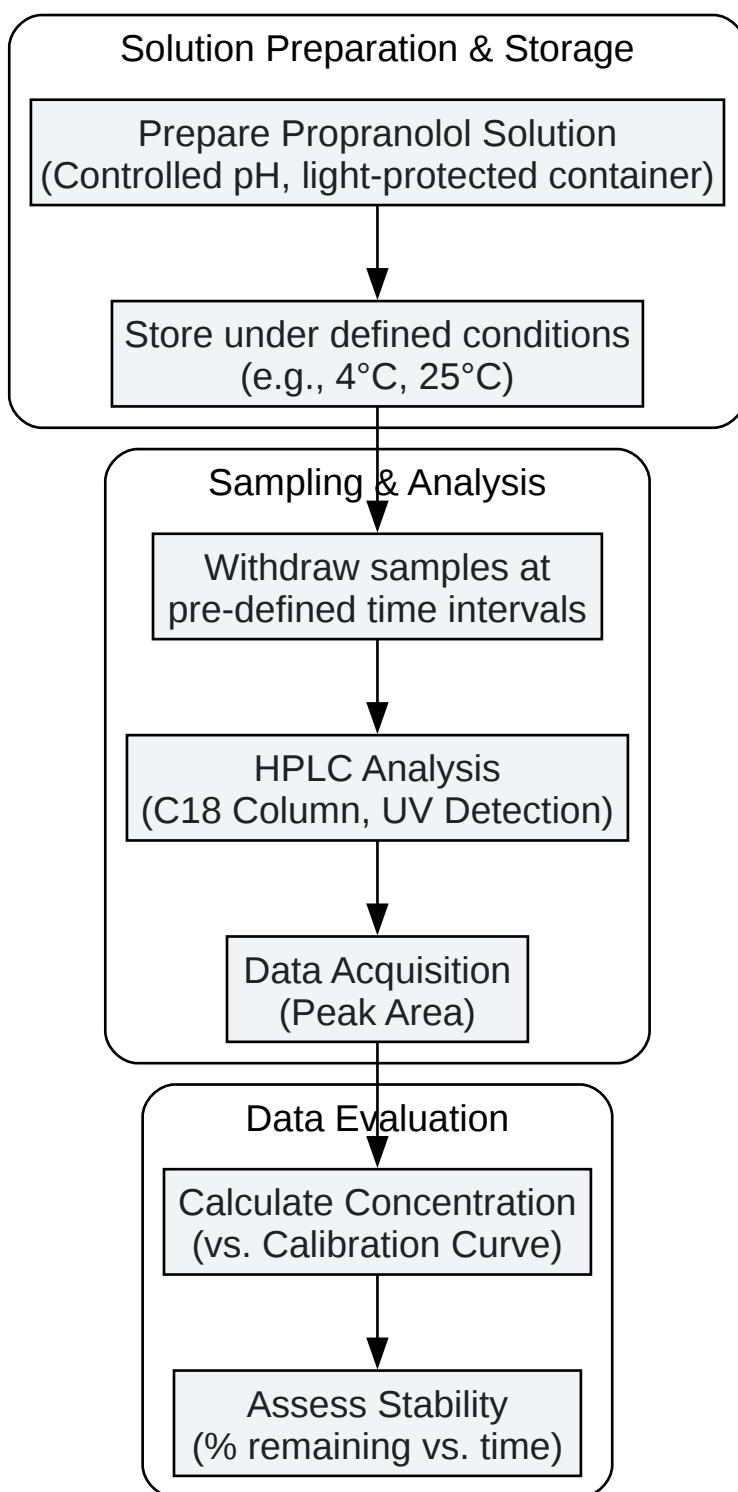 Solution Preparation & Storage
Prepare Propranolol Solution
(Controlled pH, light-protected container)
Store under defined conditions
(e.g., 4°C, 25°C)
Sampling & Analysis
Withdraw samples at
pre-defined time intervals
HPLC Analysis
(C18 Column, UV Detection)
Data Acquisition
(Peak Area)
Data Evaluation
Calculate Concentration
(vs. Calibration Curve)
Assess Stability
(% remaining vs. time)